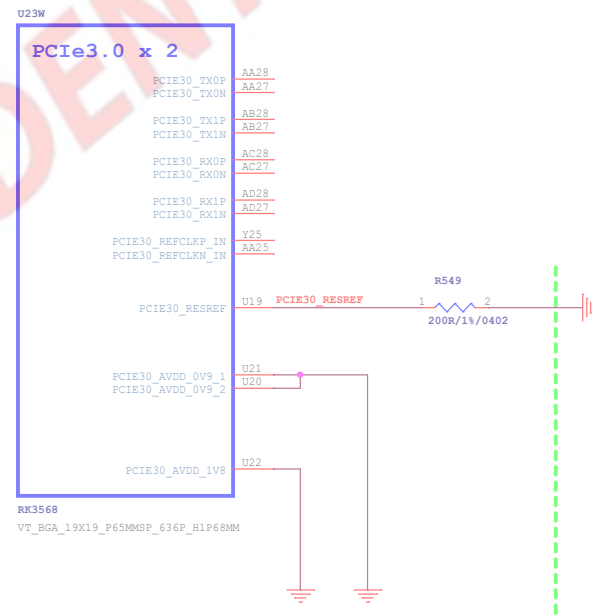 U23W
PCIe3.0 x 2
PCIE30_TX0P AA28
PCIE30_TX0N AA27
PCIE30_TX1P AB28
PCIE30_TX1N AB27
PCIE30_RX0P AC28
PCIE30_RX0N AC27
PCIE30_RX1P AD28
PCIE30_RX1N AD27
PCIE30_REFCLKP_IN Y25
PCIE30_REFCLKN_IN AA25
R549
PCIE30_RESREF U19 PCIE30_RESREF 1 2
200R/1%/0402
PCIE30_AVDD_0V9_1 U21
PCIE30_AVDD_0V9_2 U20
PCIE30_AVDD_1V8 U22
RK3568
VT_BGA_19X19_P65MMSP_636P_H1P68MM
DENT